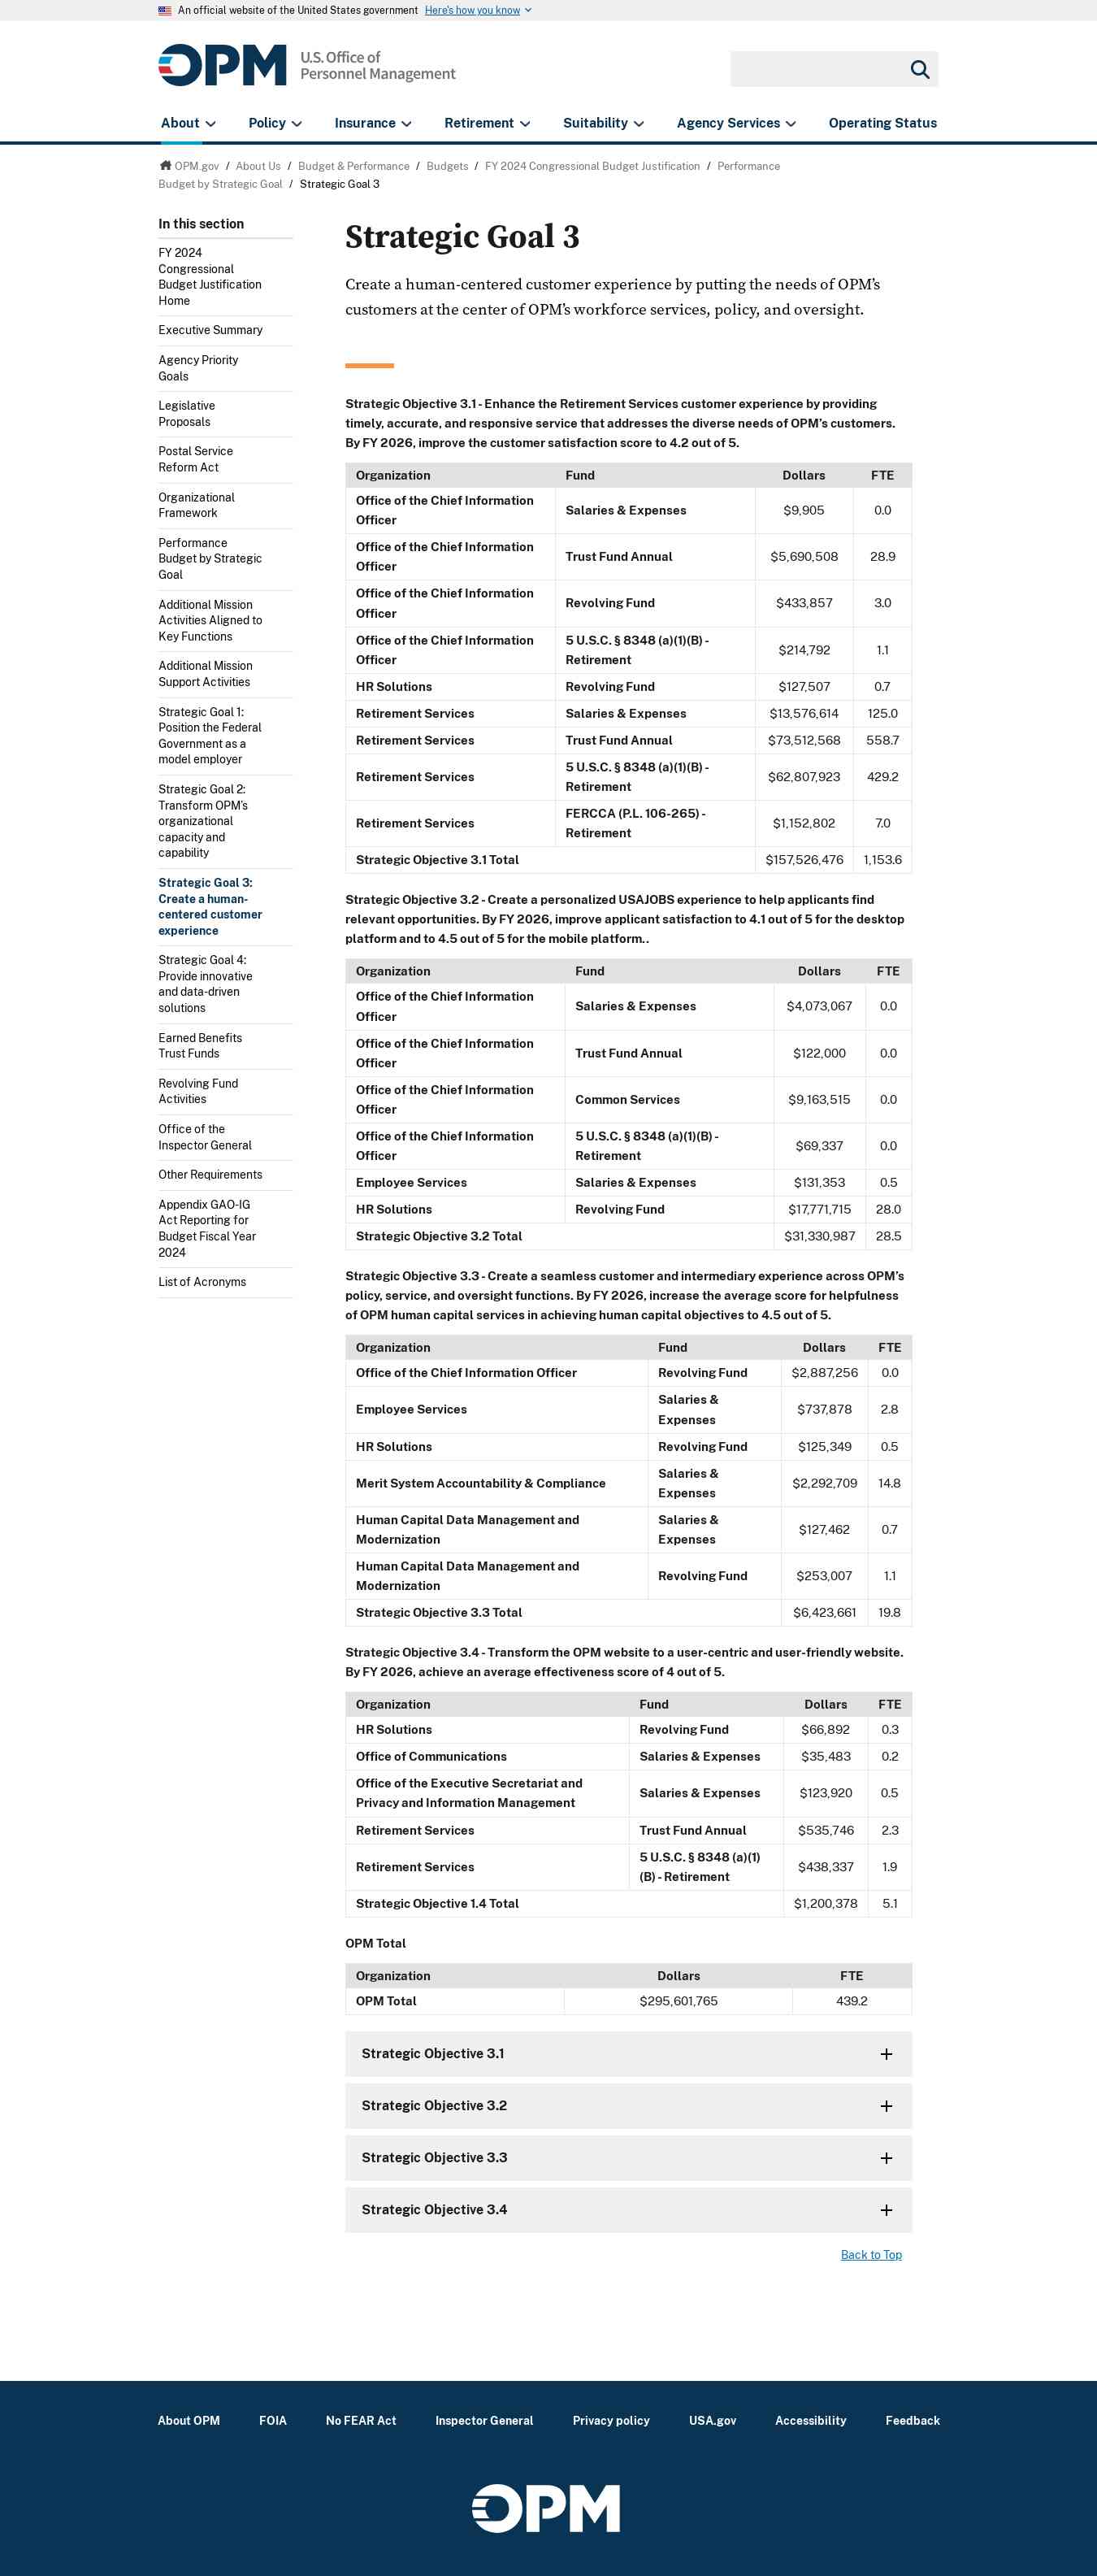 An official website of the United States government Here's how you know
OPM U.S. Office of
Personnel Management
About Policy Insurance Retirement Suitability Agency Services Operating Status
OPM.gov / About Us / Budget & Performance / Budgets / FY 2024 Congressional Budget Justification / Performance
Budget by Strategic Goal / Strategic Goal 3
In this section
FY 2024
Congressional
Budget Justification
Home
Executive Summary
Agency Priority
Goals
Legislative
Proposals
Postal Service
Reform Act
Organizational
Framework
Performance
Budget by Strategic
Goal
Additional Mission
Activities Aligned to
Key Functions
Additional Mission
Support Activities
Strategic Goal 1:
Position the Federal
Government as a
model employer
Strategic Goal 2:
Transform OPM's
organizational
capacity and
capability
Strategic Goal 3:
Create a human-
centered customer
experience
Strategic Goal 4:
Provide innovative
and data-driven
solutions
Earned Benefits
Trust Funds
Revolving Fund
Activities
Office of the
Inspector General
Other Requirements
Appendix GAO-IG
Act Reporting for
Budget Fiscal Year
2024
List of Acronyms
Strategic Goal 3
Create a human-centered customer experience by putting the needs of OPM's
customers at the center of OPM's workforce services, policy, and oversight.
Strategic Objective 3.1 - Enhance the Retirement Services customer experience by providing
timely, accurate, and responsive service that addresses the diverse needs of OPM's customers.
By FY 2026, improve the customer satisfaction score to 4.2 out of 5.
Organization Fund Dollars FTE
Office of the Chief Information
Officer Salaries & Expenses $9,905 0.0
Office of the Chief Information
Officer Trust Fund Annual $5,690,508 28.9
Office of the Chief Information
Officer Revolving Fund $433,857 3.0
Office of the Chief Information 5 U.S.C. § 8348 (a)(1)(B) -
Officer Retirement $214,792 1.1
HR Solutions Revolving Fund $127,507 0.7
Retirement Services Salaries & Expenses $13,576,614 125.0
Retirement Services Trust Fund Annual $73,512,568 558.7
Retirement Services 5 U.S.C. § 8348 (a)(1)(B) -
Retirement $62,807,923 429.2
Retirement Services FERCCA (P.L. 106-265) -
Retirement $1,152,802 7.0
Strategic Objective 3.1 Total $157,526,476 1,153.6
Strategic Objective 3.2 - Create a personalized USAJOBS experience to help applicants find
relevant opportunities. By FY 2026, improve applicant satisfaction to 4.1 out of 5 for the desktop
platform and to 4.5 out of 5 for the mobile platform..
Organization Fund Dollars FTE
Office of the Chief Information
Officer Salaries & Expenses $4,073,067 0.0
Office of the Chief Information
Officer Trust Fund Annual $122,000 0.0
Office of the Chief Information
Officer Common Services $9,163,515 0.0
Office of the Chief Information 5 U.S.C. § 8348 (a)(1)(B) -
Officer Retirement $69,337 0.0
Employee Services Salaries & Expenses $131,353 0.5
HR Solutions Revolving Fund $17,771,715 28.0
Strategic Objective 3.2 Total $31,330,987 28.5
Strategic Objective 3.3 - Create a seamless customer and intermediary experience across OPM's
policy, service, and oversight functions. By FY 2026, increase the average score for helpfulness
of OPM human capital services in achieving human capital objectives to 4.5 out of 5.
Organization Fund Dollars FTE
Office of the Chief Information Officer Revolving Fund $2,887,256 0.0
Employee Services Salaries &
Expenses $737,878 2.8
HR Solutions Revolving Fund $125,349 0.5
Merit System Accountability & Compliance Salaries &
Expenses $2,292,709 14.8
Human Capital Data Management and Salaries &
Modernization Expenses $127,462 0.7
Human Capital Data Management and
Modernization Revolving Fund $253,007 1.1
Strategic Objective 3.3 Total $6,423,661 19.8
Strategic Objective 3.4 - Transform the OPM website to a user-centric and user-friendly website.
By FY 2026, achieve an average effectiveness score of 4 out of 5.
Organization Fund Dollars FTE
HR Solutions Revolving Fund $66,892 0.3
Office of Communications Salaries & Expenses $35,483 0.2
Office of the Executive Secretariat and
Privacy and Information Management Salaries & Expenses $123,920 0.5
Retirement Services Trust Fund Annual $535,746 2.3
Retirement Services 5 U.S.C. § 8348 (a)(1)
(B) - Retirement $438,337 1.9
Strategic Objective 1.4 Total $1,200,378 5.1
OPM Total
Organization Dollars FTE
OPM Total $295,601,765 439.2
Strategic Objective 3.1
Strategic Objective 3.2
Strategic Objective 3.3
Strategic Objective 3.4
Back to Top
About OPM FOIA No FEAR Act Inspector General Privacy policy USA.gov Accessibility Feedback
OPM